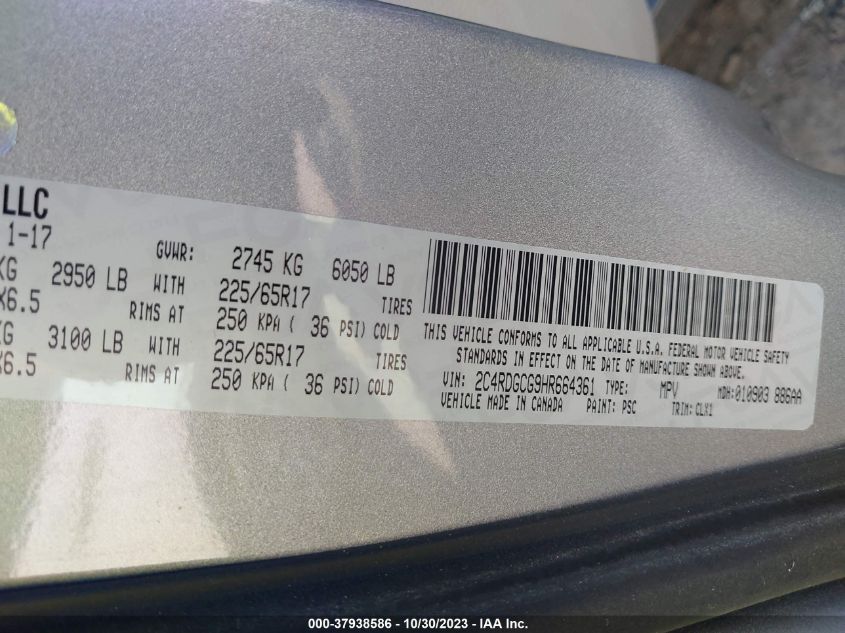 LLC
1-17
GVWR: 2745 KG 6050 LB
KG 2950 LB WITH 225/65R17 TIRES
X6.5 RIMS AT 250 KPA ( 36 PSI) COLD
KG 3100 LB WITH 225/65R17 TIRES
X6.5 RIMS AT 250 KPA ( 36 PSI) COLD
THIS VEHICLE CONFORMS TO ALL APPLICABLE U.S.A. FEDERAL MOTOR VEHICLE SAFETY
STANDARDS IN EFFECT ON THE DATE OF MANUFACTURE SHOWN ABOVE.
VIN: 2C4RDGCG9HR664361 TYPE: MPV MDH:010903 886AA
VEHICLE MADE IN CANADA PAINT: PSC TRIM: CLX1
000-37938586 - 10/30/2023 - IAA Inc.